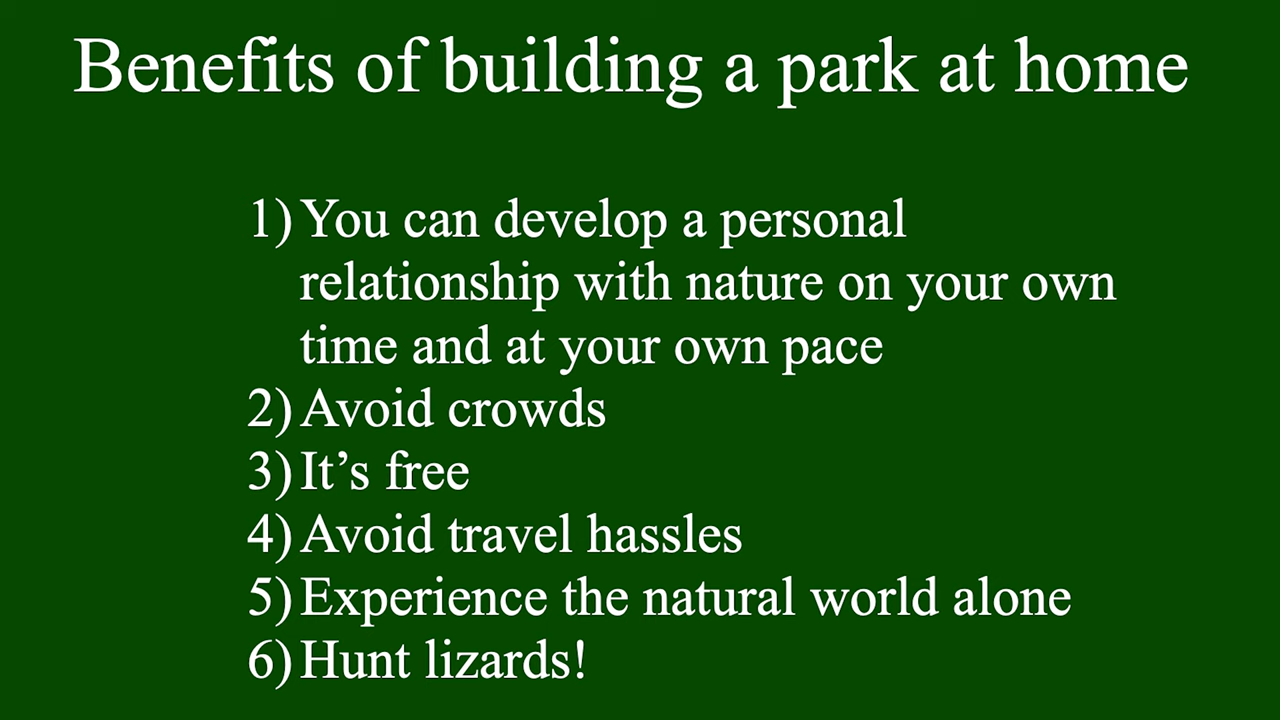 Benefits of building a park at home
1) You can develop a personal
relationship with nature on your own
time and at your own pace
2) Avoid crowds
3) It’s free
4) Avoid travel hassles
5) Experience the natural world alone
6) Hunt lizards!